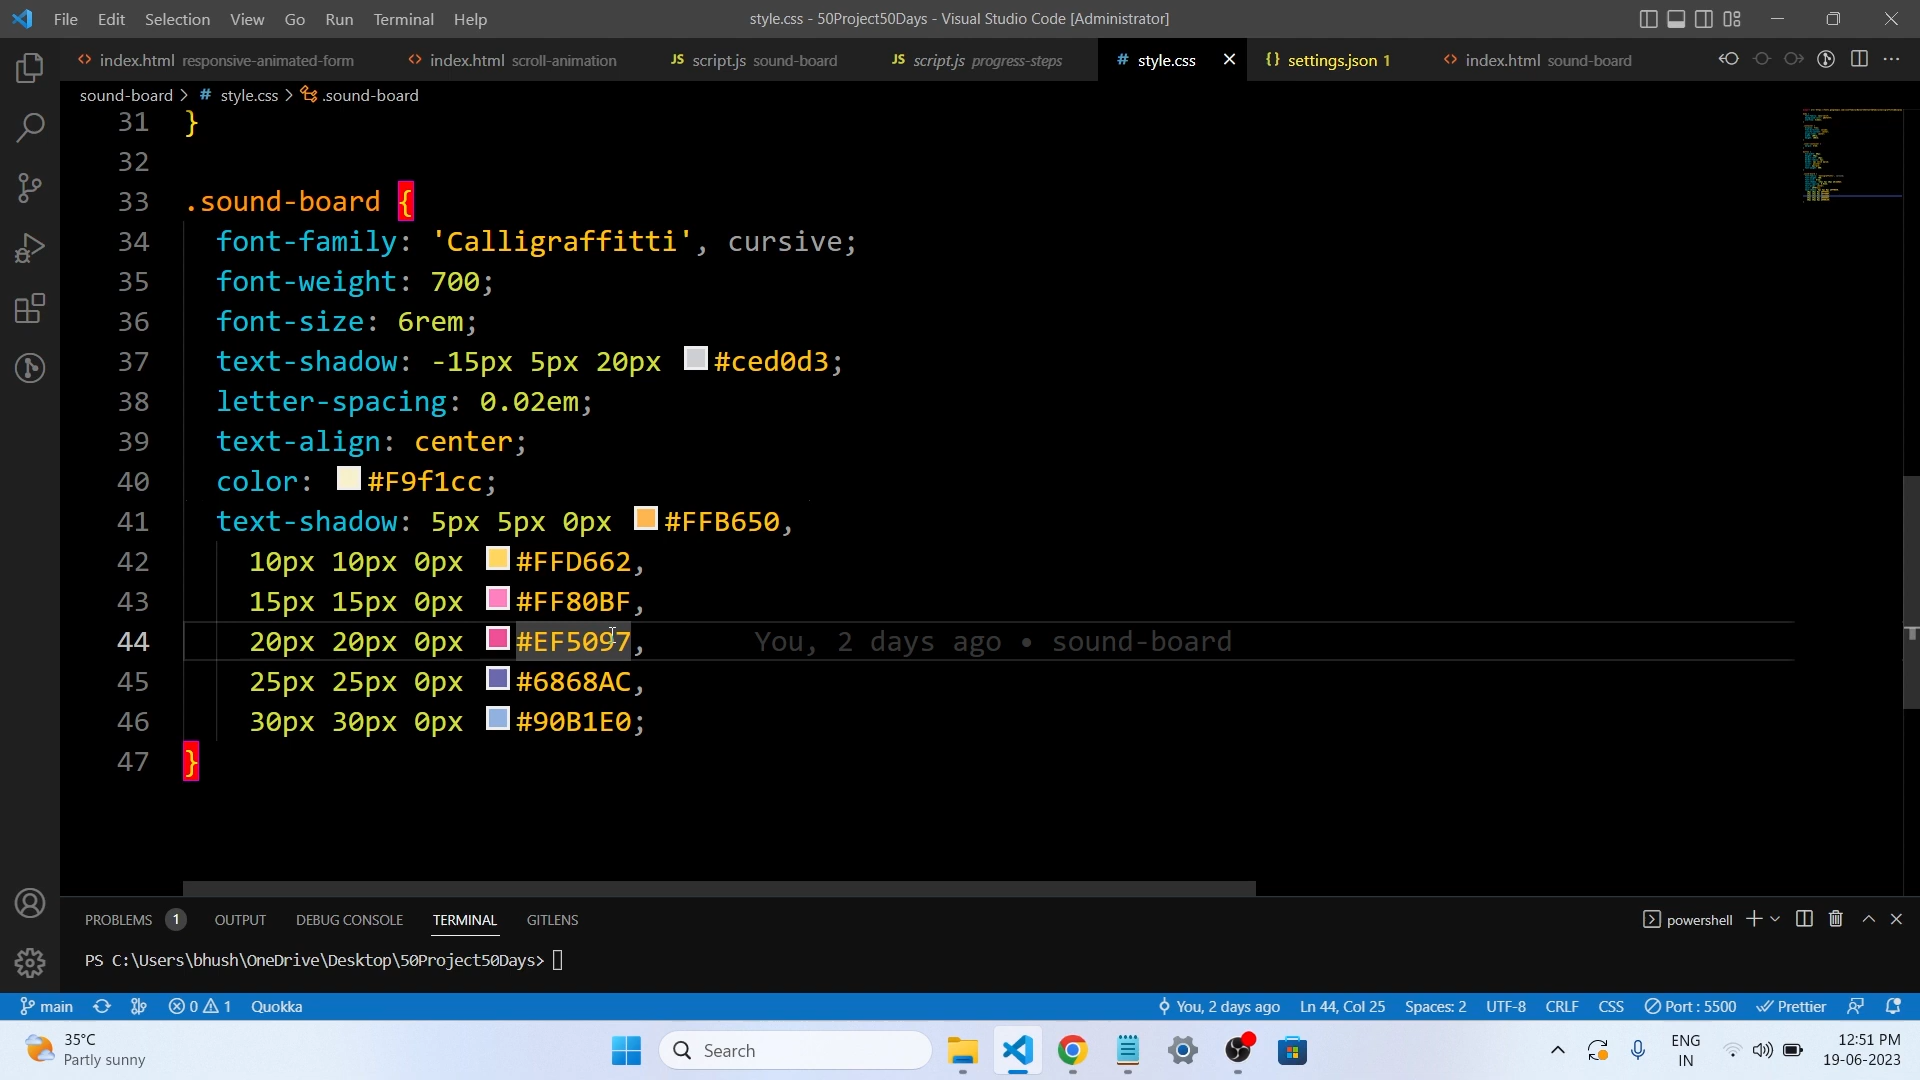 File Edit Selection View Go Run Terminal Help
style.css - 50Project50Days - Visual Studio Code [Administrator]
index.html responsive-animated-form
index.html scroll-animation
JS script.js sound-board
JS script.js progress-steps
# style.css
{} settings.json 1
index.html sound-board
sound-board > # style.css > .sound-board
31 }
32
33 .sound-board {
34 font-family: 'Calligraffitti', cursive;
35 font-weight: 700;
36 font-size: 6rem;
37 text-shadow: -15px 5px 20px #ced0d3;
38 letter-spacing: 0.02em;
39 text-align: center;
40 color: #F9f1cc;
41 text-shadow: 5px 5px 0px #FFB650,
42 10px 10px 0px #FFD662,
43 15px 15px 0px #FF80BF,
44 20px 20px 0px #EF5097, You, 2 days ago • sound-board
45 25px 25px 0px #6868AC,
46 30px 30px 0px #90B1E0;
47 }
PROBLEMS 1 OUTPUT DEBUG CONSOLE TERMINAL GITLENS
powershell
PS C:\Users\bhush\OneDrive\Desktop\50Project50Days>
main 0 1 Quokka
You, 2 days ago Ln 44, Col 25 Spaces: 2 UTF-8 CRLF CSS Port : 5500 Prettier
35°C
Partly sunny
Search
ENG
IN
12:51 PM
19-06-2023